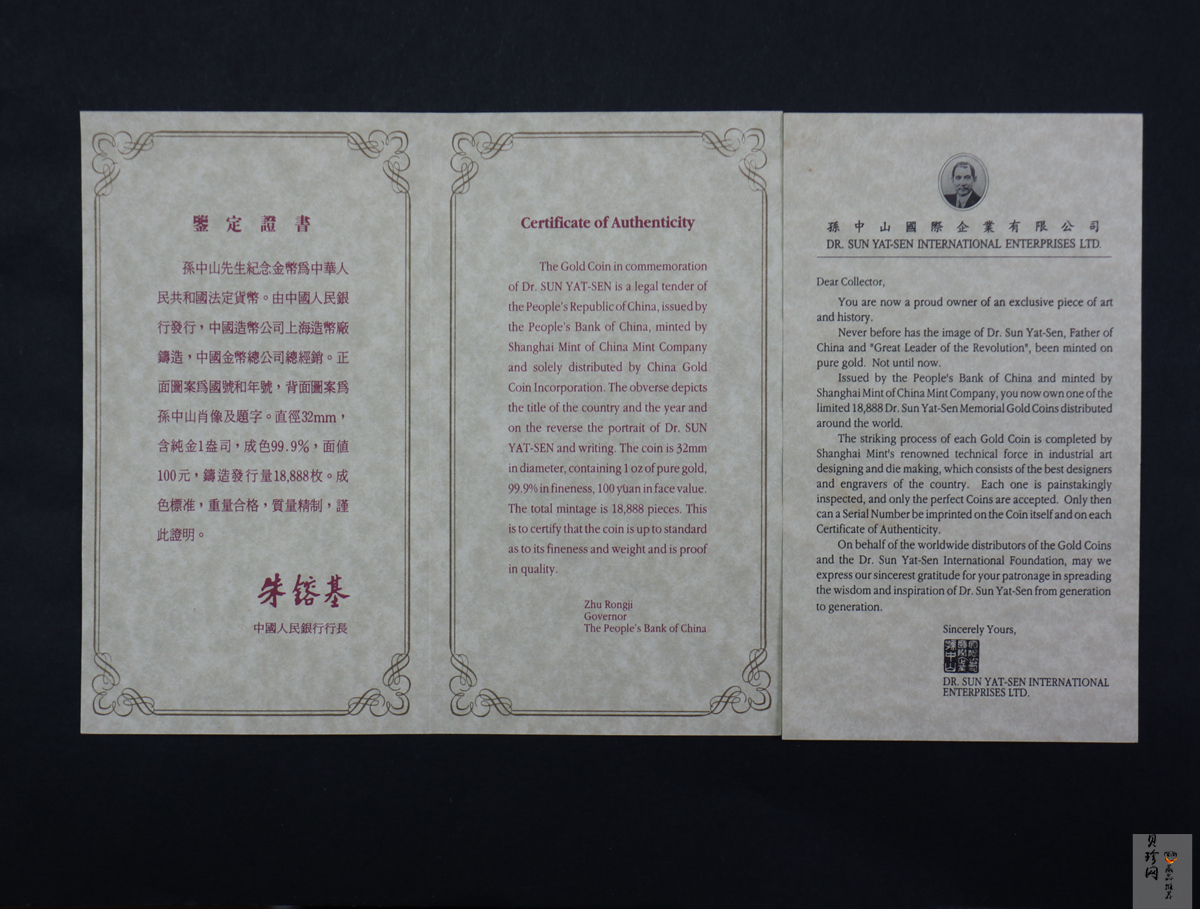 鑒定證書
孫中山先生紀念金幣爲中華人
民共和國法定貨幣。由中國人民銀
行發行，中國造幣公司上海造幣廠
鑄造，中國金幣總公司總經銷。正
面圖案爲國號和年號，背面圖案爲
孫中山肖像及題字。直徑32mm，
含純金1盎司，成色99.9%，面値
100元，鑄造發行量18,888枚。成
色標准，重量合格，質量精制，謹
此證明。
朱鎔基
中國人民銀行行長
Certificate of Authenticity
The Gold Coin in commemoration
of Dr. SUN YAT-SEN is a legal tender of
the People's Republic of China, issued by
the People's Bank of China, minted by
Shanghai Mint of China Mint Company
and solely distributed by China Gold
Coin Incorporation. The obverse depicts
the title of the country and the year and
on the reverse the portrait of Dr. SUN
YAT-SEN and writing. The coin is 32mm
in diameter, containing 1 oz of pure gold,
99.9% in fineness, 100 yuan in face value.
The total mintage is 18,888 pieces. This
is to certify that the coin is up to standard
as to its fineness and weight and is proof
in quality.
Zhu Rongji
Governor
The People's Bank of China
孫中山國際企業有限公司
DR. SUN YAT-SEN INTERNATIONAL ENTERPRISES LTD.
Dear Collector,
You are now a proud owner of an exclusive piece of art
and history.
Never before has the image of Dr. Sun Yat-Sen, Father of
China and "Great Leader of the Revolution", been minted on
pure gold. Not until now.
Issued by the People's Bank of China and minted by
Shanghai Mint of China Mint Company, you now own one of the
limited 18,888 Dr. Sun Yat-Sen Memorial Gold Coins distributed
around the world.
The striking process of each Gold Coin is completed by
Shanghai Mint's renowned technical force in industrial art
designing and die making, which consists of the best designers
and engravers of the country. Each one is painstakingly
inspected, and only the perfect Coins are accepted. Only then
can a Serial Number be imprinted on the Coin itself and on each
Certificate of Authenticity.
On behalf of the worldwide distributors of the Gold Coins
and the Dr. Sun Yat-Sen International Foundation, may we
express our sincerest gratitude for your patronage in spreading
the wisdom and inspiration of Dr. Sun Yat-Sen from generation
to generation.
Sincerely Yours,
DR. SUN YAT-SEN INTERNATIONAL
ENTERPRISES LTD.
贝珍网